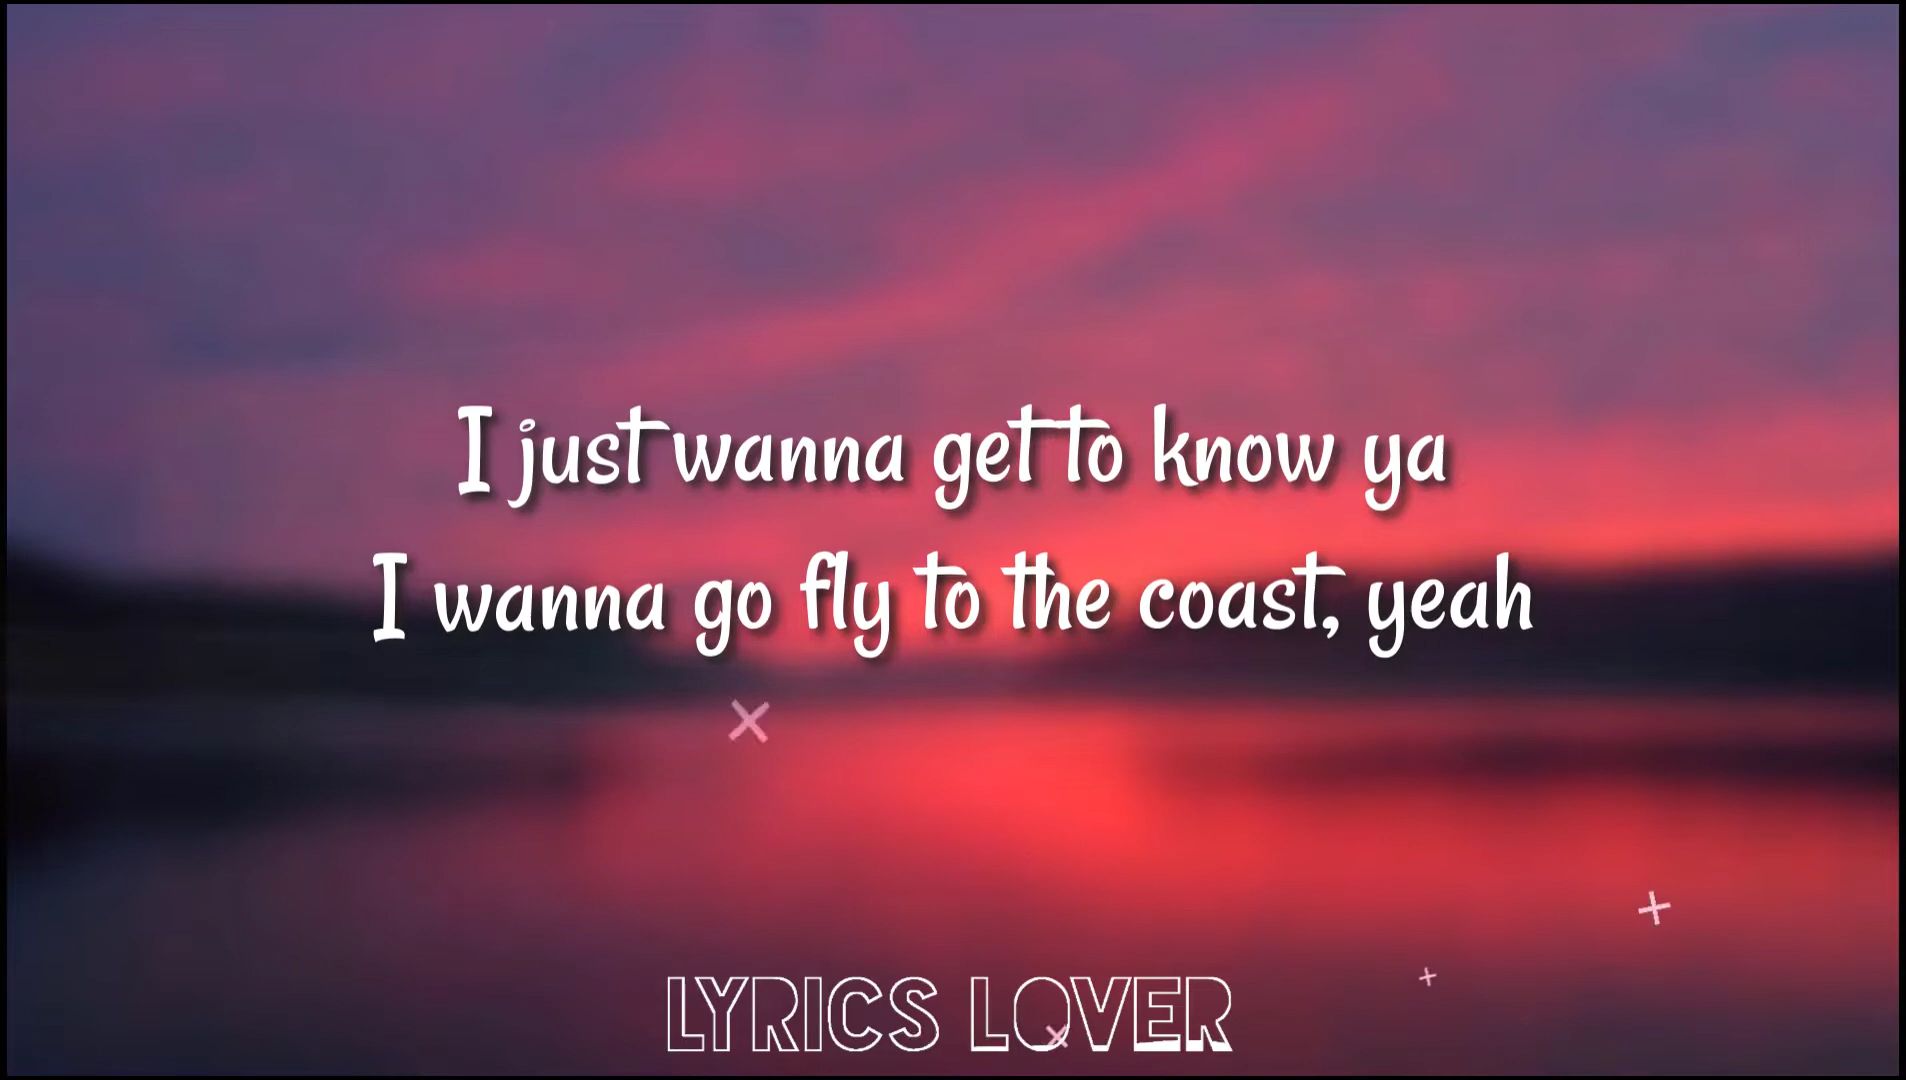 I just wanna get to know ya
I wanna go fly to the coast, yeah
LYRICS LOVER